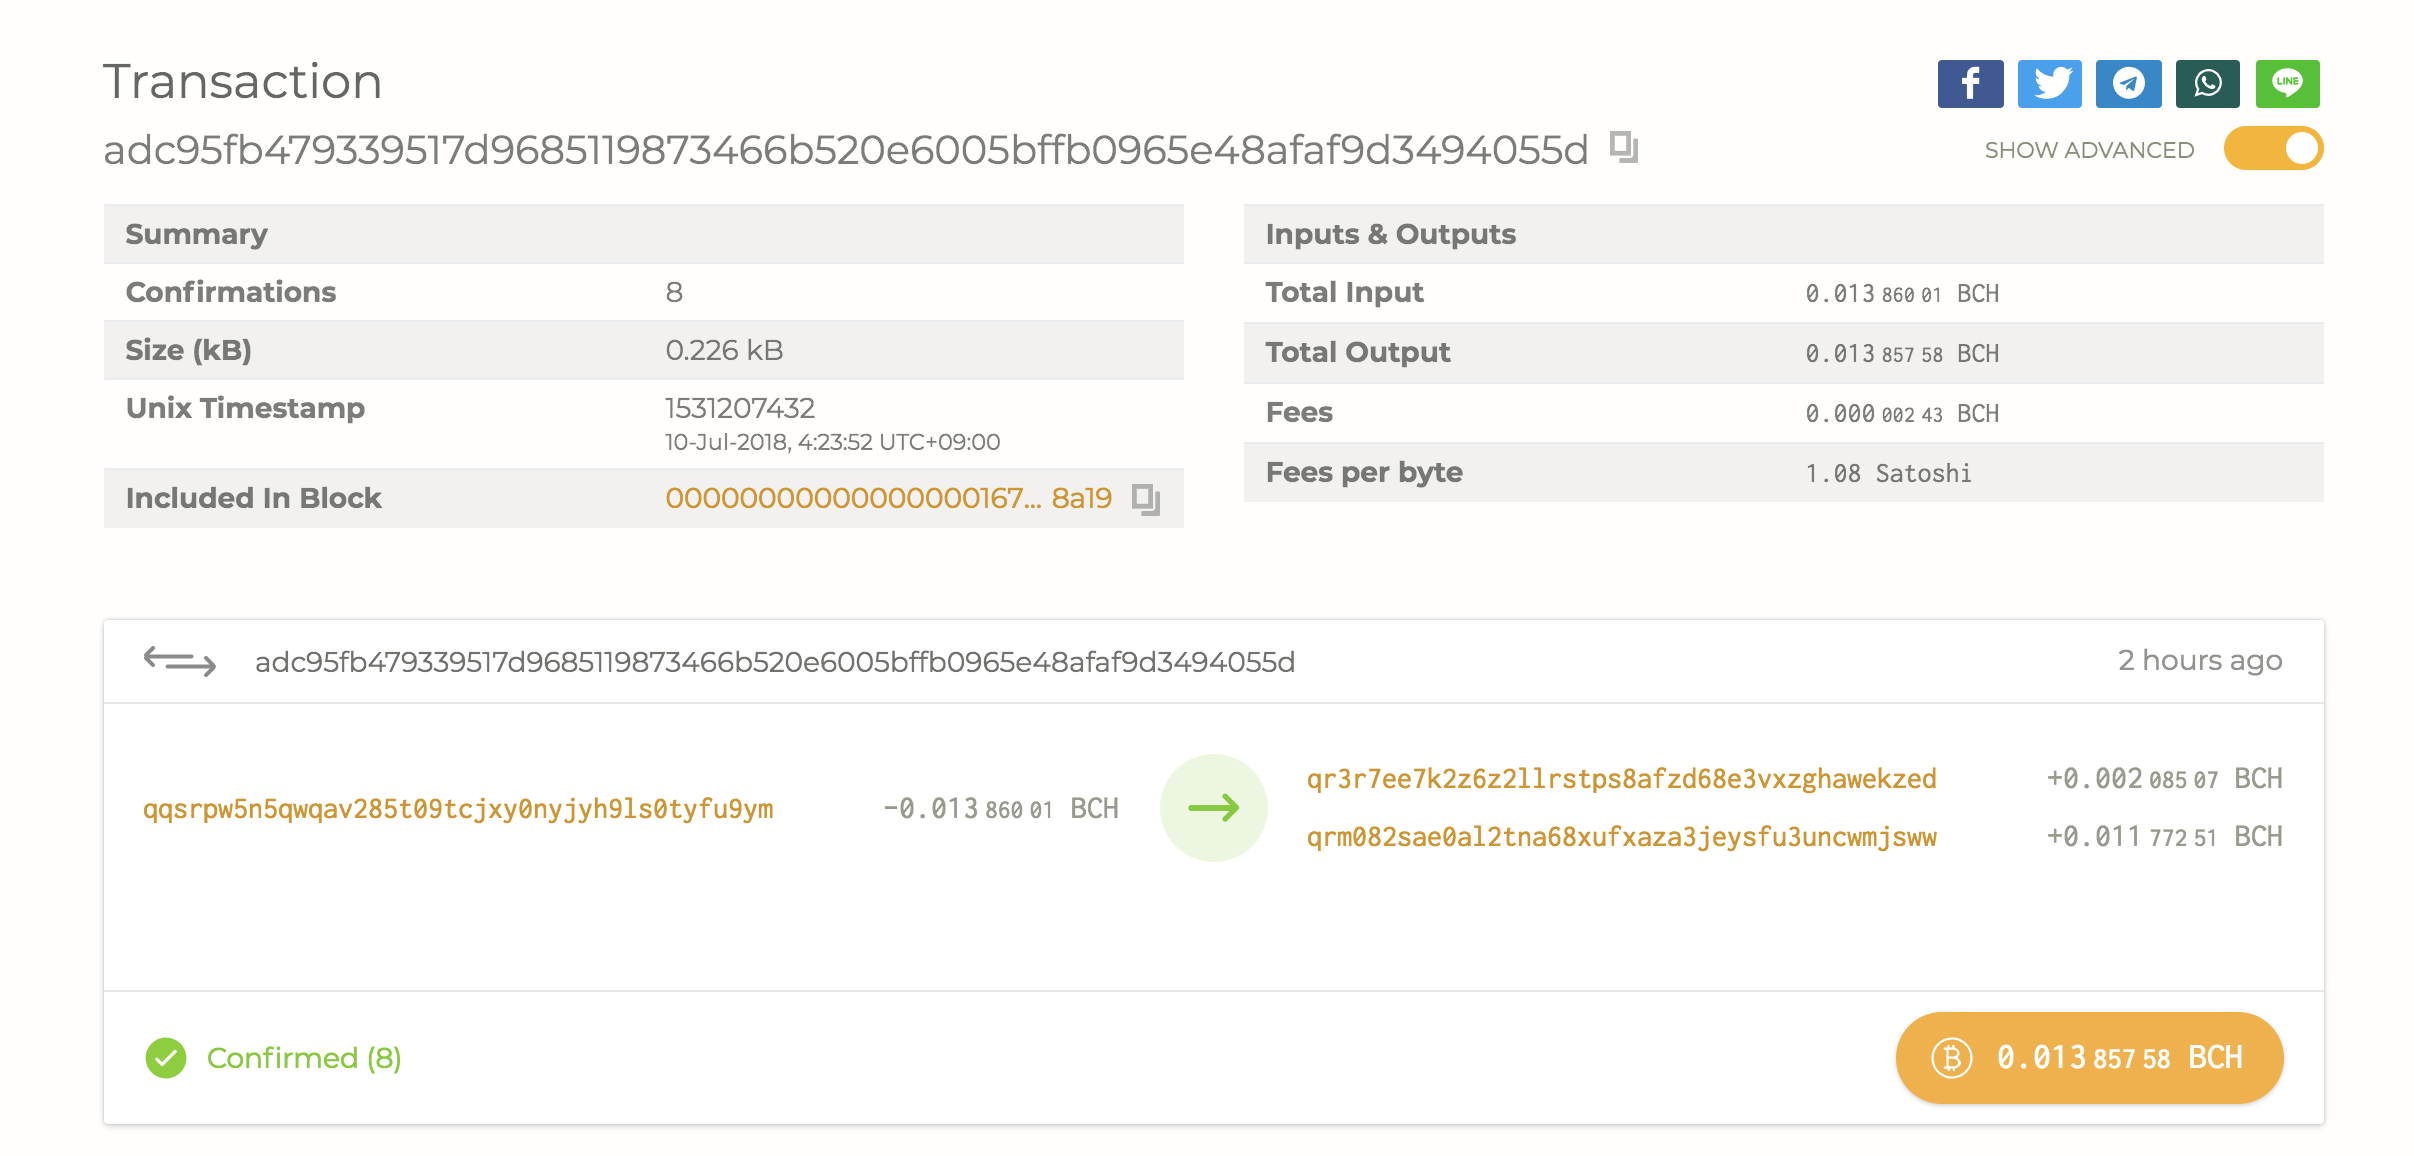 Transaction
LINE
adc95fb479339517d9685119873466b520e6005bffb0965e48afaf9d3494055d
SHOW ADVANCED
Summary
Confirmations 8
Size (kB) 0.226 kB
Unix Timestamp 1531207432
10-Jul-2018, 4:23:52 UTC+09:00
Included In Block 00000000000000000167... 8a19
Inputs & Outputs
Total Input 0.013 860 01 BCH
Total Output 0.013 857 58 BCH
Fees 0.000 002 43 BCH
Fees per byte 1.08 Satoshi
adc95fb479339517d9685119873466b520e6005bffb0965e48afaf9d3494055d 2 hours ago
qqsrpw5n5qwqav285t09tcjxy0nyjyh9ls0tyfu9ym -0.013 860 01 BCH
qr3r7ee7k2z6z2llrstps8afzd68e3vxzghawekzed +0.002 085 07 BCH
qrm082sae0al2tna68xufxaza3jeysfu3uncwmjsww +0.011 772 51 BCH
Confirmed (8)
0.013 857 58 BCH